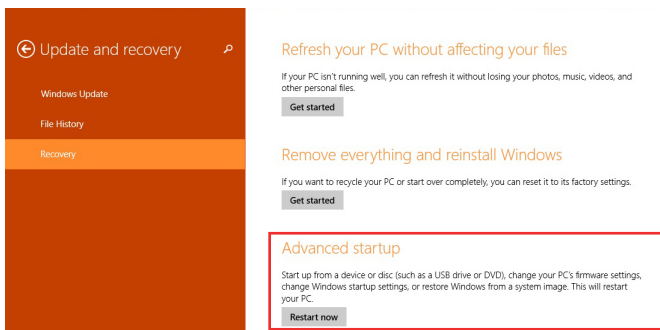 Update and recovery
Windows Update
File History
Recovery
Refresh your PC without affecting your files
If your PC isn't running well, you can refresh it without losing your photos, music, videos, and
other personal files.
Get started
Remove everything and reinstall Windows
If you want to recycle your PC or start over completely, you can reset it to its factory settings.
Get started
Advanced startup
Start up from a device or disc (such as a USB drive or DVD), change your PC's firmware settings,
change Windows startup settings, or restore Windows from a system image. This will restart
your PC.
Restart now